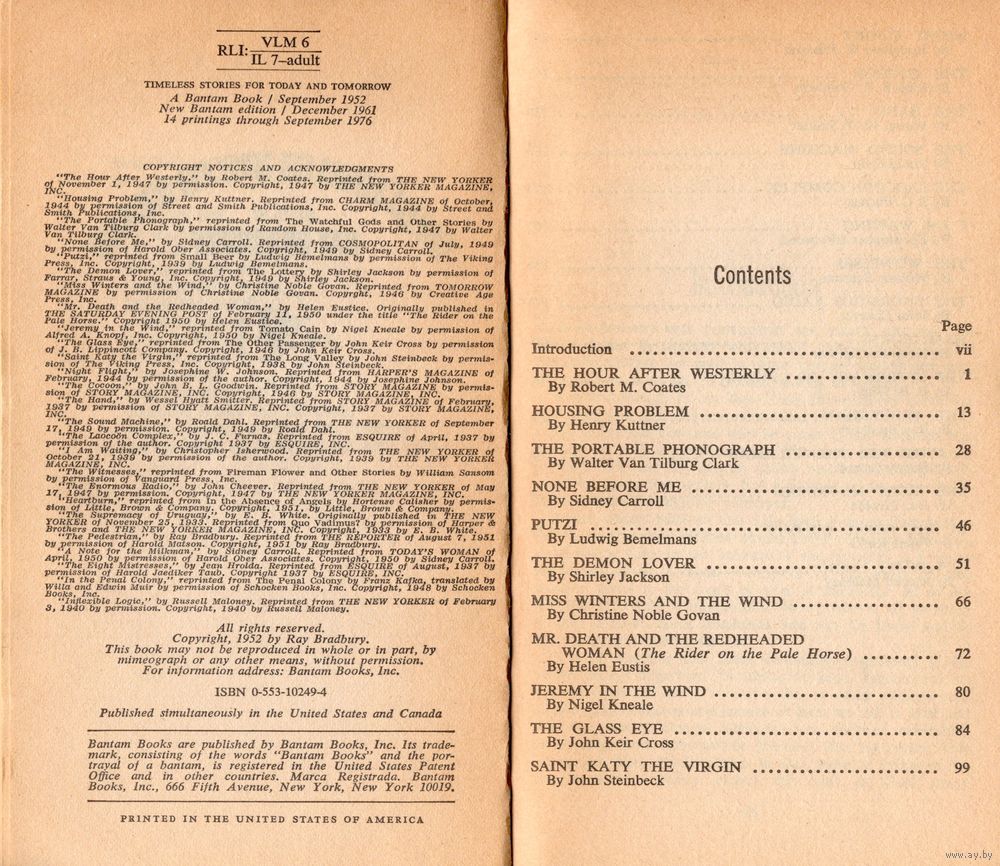 RLI: VLM 6
IL 7–adult
TIMELESS STORIES FOR TODAY AND TOMORROW
A Bantam Book / September 1952
New Bantam edition / December 1961
14 printings through September 1976
COPYRIGHT NOTICES AND ACKNOWLEDGMENTS
"The Hour After Westerly," by Robert M. Coates. Reprinted from THE NEW YORKER
of November 1, 1947 by permission. Copyright, 1947 by THE NEW YORKER MAGAZINE,
INC.
"Housing Problem," by Henry Kuttner. Reprinted from CHARM MAGAZINE of October,
1944 by permission of Street and Smith Publications, Inc. Copyright, 1944 by Street and
Smith Publications, Inc.
"The Portable Phonograph," reprinted from The Watchful Gods and Other Stories by
Walter Van Tilburg Clark by permission of Random House, Inc. Copyright, 1947 by Walter
Van Tilburg Clark.
"None Before Me," by Sidney Carroll. Reprinted from COSMOPOLITAN of July, 1949
by permission of Harold Ober Associates. Copyright, 1949 by Sidney Carroll.
"Putzi," reprinted from Small Beer by Ludwig Bemelmans by permission of The Viking
Press, Inc. Copyright, 1939 by Ludwig Bemelmans.
"The Demon Lover," reprinted from The Lottery by Shirley Jackson by permission of
Farrar, Straus & Young, Inc. Copyright, 1949 by Shirley Jackson.
"Miss Winters and the Wind," by Christine Noble Govan. Reprinted from TOMORROW
MAGAZINE by permission of Christine Noble Govan. Copyrght, 1946 by Creative Age
Press, Inc.
"Mr. Death and the Redheaded Woman," by Helen Eustice. Originally published in
THE SATURDAY EVENING POST of February 11, 1950 under the title "The Rider on the
Pale Horse." Copyright 1950 by Helen Eustice.
"Jeremy in the Wind," reprinted from Tomato Cain by Nigel Kneale by permission of
Alfred A. Knopf, Inc. Copyright, 1950 by Nigel Kneale.
"The Glass Eye," reprinted from The Other Passenger by John Keir Cross by permission
of J. B. Lippincott Company. Copyright, 1946 by John Keir Cross.
"Saint Katy the Virgin," reprinted from The Long Valley by John Steinbeck by permis-
sion of The Viking Press, Inc. Copyright, 1938 by John Steinbeck.
"Night Flight," by Josephine W. Johnson. Reprinted from HARPER'S MAGAZINE of
February, 1944 by permission of the author. Copyright, 1944 by Josephine Johnson.
"The Cocoon," by John B. L. Goodwin. Reprinted from STORY MAGAZINE by permis-
sion of STORY MAGAZINE, INC. Copyright, 1946 by STORY MAGAZINE, INC.
"The Hand," by Wessel Hyatt Smitter. Reprinted from STORY MAGAZINE of February,
1937 by permission of STORY MAGAZINE, INC. Copyright, 1937 by STORY MAGAZINE,
INC.
"The Sound Machine," by Roald Dahl. Reprinted from THE NEW YORKER of September
17, 1949 by permission. Copyright, 1949 by Roald Dahl.
"The Laocoön Complex," by J. C. Furnas. Reprinted from ESQUIRE of April, 1937 by
permission of the author. Copyright 1937 by ESQUIRE, INC.
"I Am Waiting," by Christopher Isherwood. Reprinted from THE NEW YORKER of
October 21, 1939 by permission of the author. Copyright, 1939 by THE NEW YORKER
MAGAZINE, INC.
"The Witnesses," reprinted from Fireman Flower and Other Stories by William Sansom
by permission of Vanguard Press, Inc.
"The Enormous Radio," by John Cheever. Reprinted from THE NEW YORKER of May
17, 1947 by permission. Copyright, 1947 by THE NEW YORKER MAGAZINE, INC.
"Heartburn," reprinted from In the Absence of Angels by Hortense Calisher by permis-
sion of Little, Brown & Company. Copyright, 1951, by Little, Brown & Company.
"The Supremacy of Uruguay," by E. B. White. Originally published in THE NEW
YORKER of November 25, 1933. Reprinted from Quo Vadimus? by permission of Harper &
Brothers and THE NEW YORKER MAGAZINE, INC. Copyright, 1933 by E. B. White.
"The Pedestrian," by Ray Bradbury. Reprinted from THE REPORTER of August 7, 1951
by permission of Harold Matson. Copyright, 1951 by Ray Bradbury.
"A Note for the Milkman," by Sidney Carroll. Reprinted from TODAY'S WOMAN of
April, 1950 by permission of Harold Ober Associates. Copyright, 1950 by Sidney Carroll.
"The Eight Mistresses," by Jean Hrolda. Reprinted from ESQUIRE of August, 1937 by
permission of Harold Jaediker Taub. Copyright 1937 by ESQUIRE, INC.
"In the Penal Colony," reprinted from The Penal Colony by Franz Kafka, translated by
Willa and Edwin Muir by permission of Schocken Books, Inc. Copyright, 1948 by Schocken
Books, Inc.
"Inflexible Logic," by Russell Maloney. Reprinted from THE NEW YORKER of February
3, 1940 by permission. Copyright, 1940 by Russell Maloney.
All rights reserved.
Copyright, 1952 by Ray Bradbury.
This book may not be reproduced in whole or in part, by
mimeograph or any other means, without permission.
For information address: Bantam Books, Inc.
ISBN 0-553-10249-4
Published simultaneously in the United States and Canada
Bantam Books are published by Bantam Books, Inc. Its trade-
mark, consisting of the words "Bantam Books" and the por-
trayal of a bantam, is registered in the United States Patent
Office and in other countries. Marca Registrada. Bantam
Books, Inc., 666 Fifth Avenue, New York, New York 10019.
PRINTED IN THE UNITED STATES OF AMERICA
Contents
Page
Introduction ........ vii
THE HOUR AFTER WESTERLY ........ 1
By Robert M. Coates
HOUSING PROBLEM ........ 13
By Henry Kuttner
THE PORTABLE PHONOGRAPH ........ 28
By Walter Van Tilburg Clark
NONE BEFORE ME ........ 35
By Sidney Carroll
PUTZI ........ 46
By Ludwig Bemelmans
THE DEMON LOVER ........ 51
By Shirley Jackson
MISS WINTERS AND THE WIND ........ 66
By Christine Noble Govan
MR. DEATH AND THE REDHEADED
WOMAN (The Rider on the Pale Horse) ........ 72
By Helen Eustis
JEREMY IN THE WIND ........ 80
By Nigel Kneale
THE GLASS EYE ........ 84
By John Keir Cross
SAINT KATY THE VIRGIN ........ 99
By John Steinbeck
www.ay.by